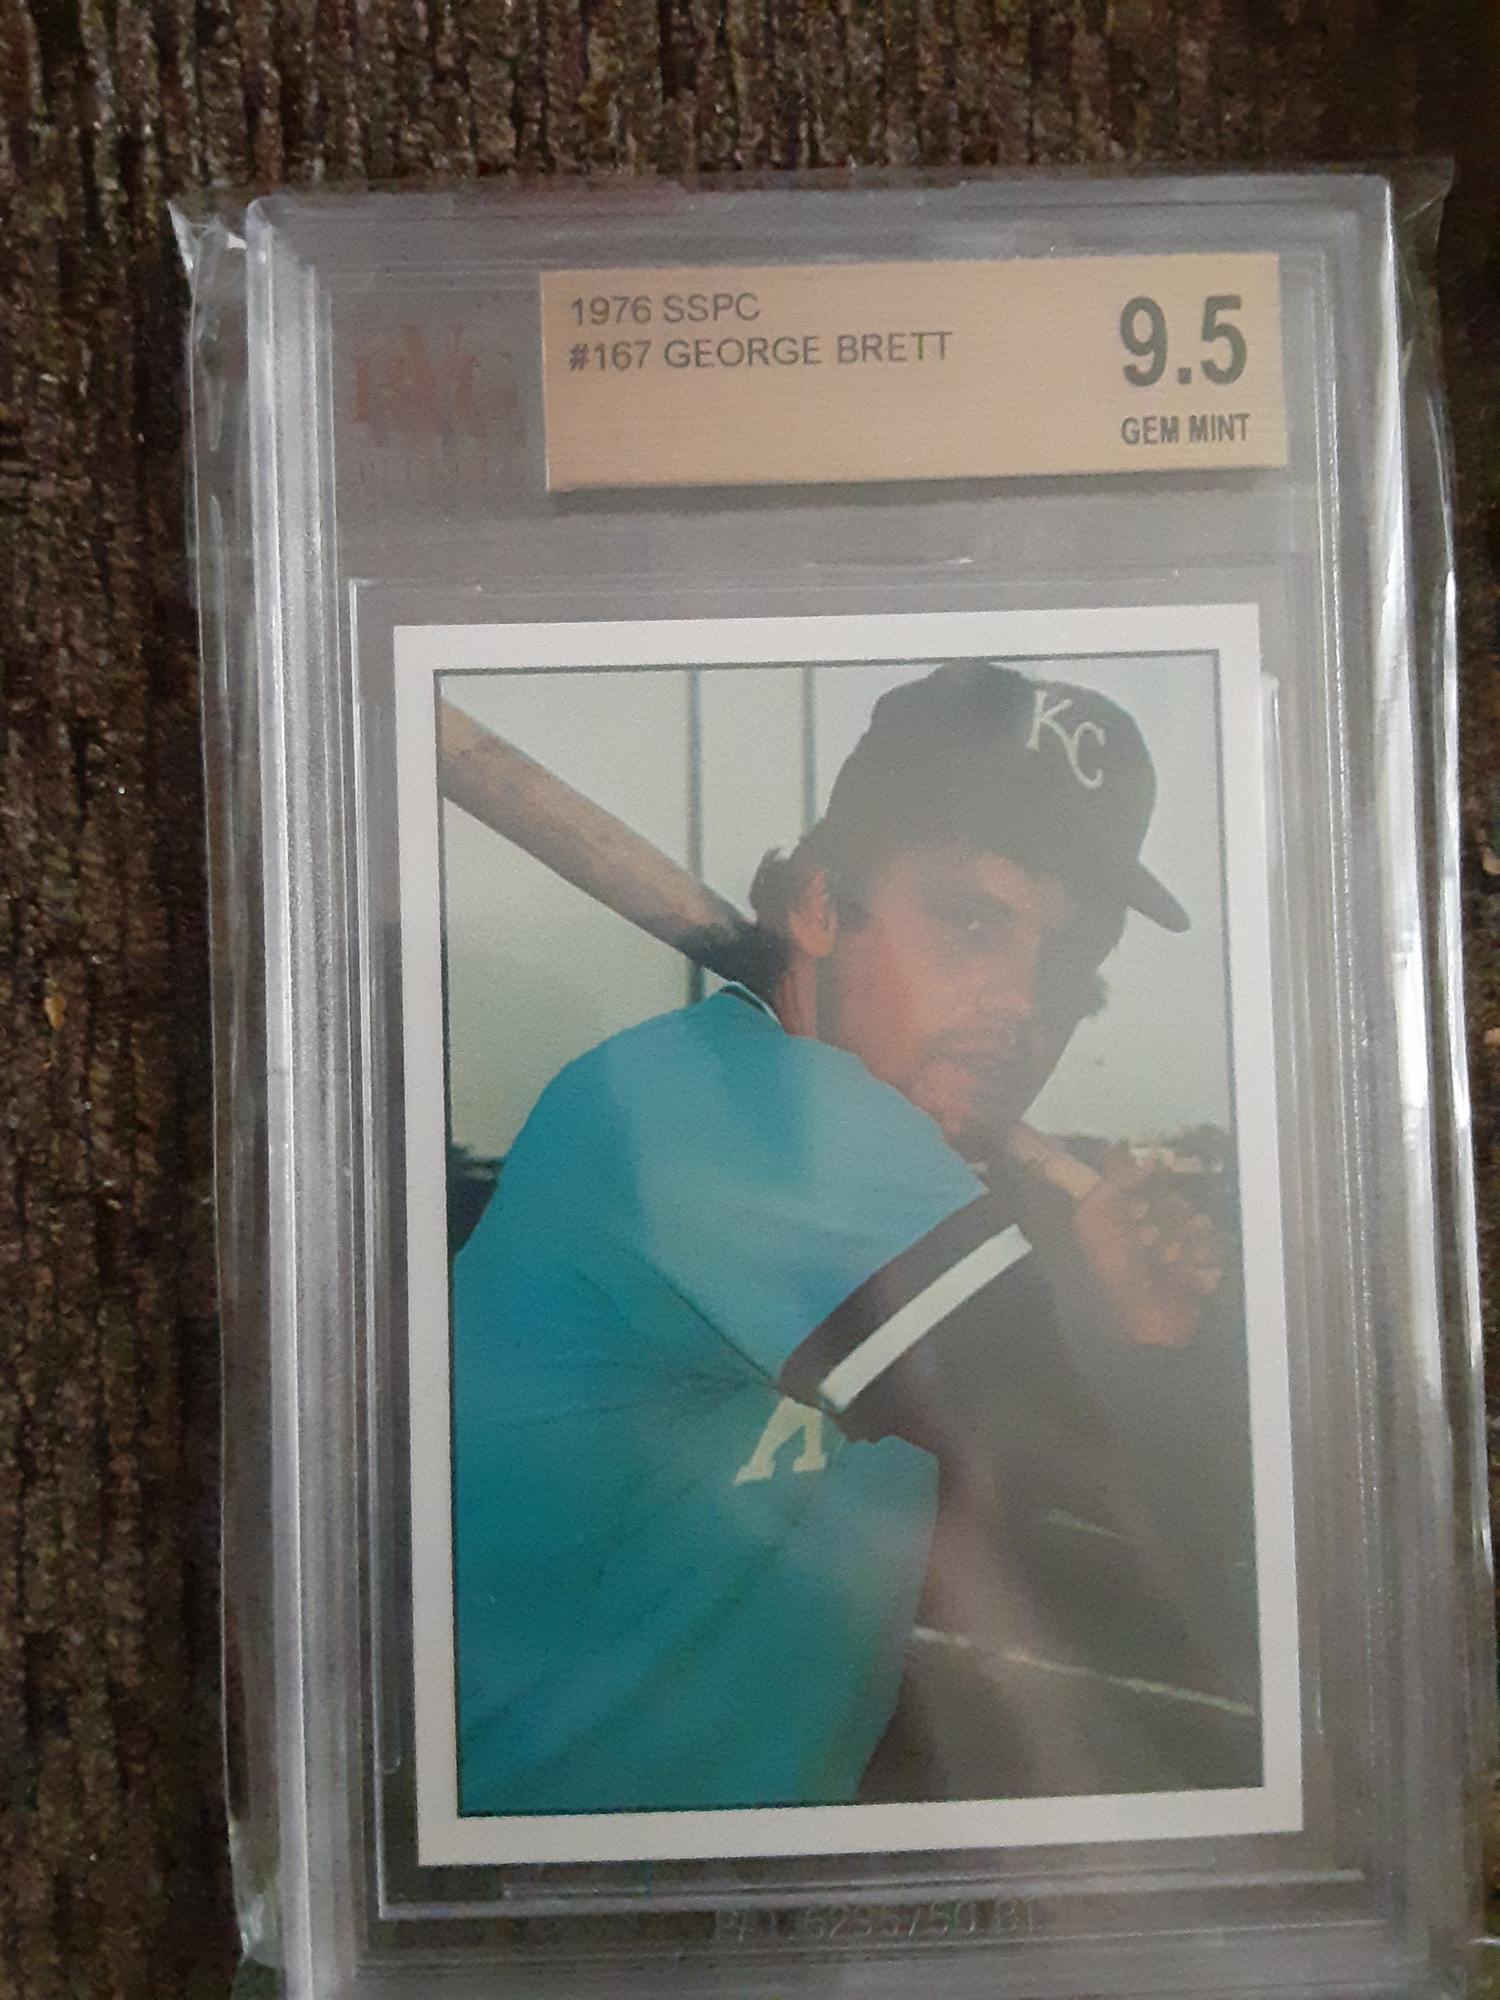 1976 SSPC
#167 GEORGE BRETT
9.5
GEM MINT
KC